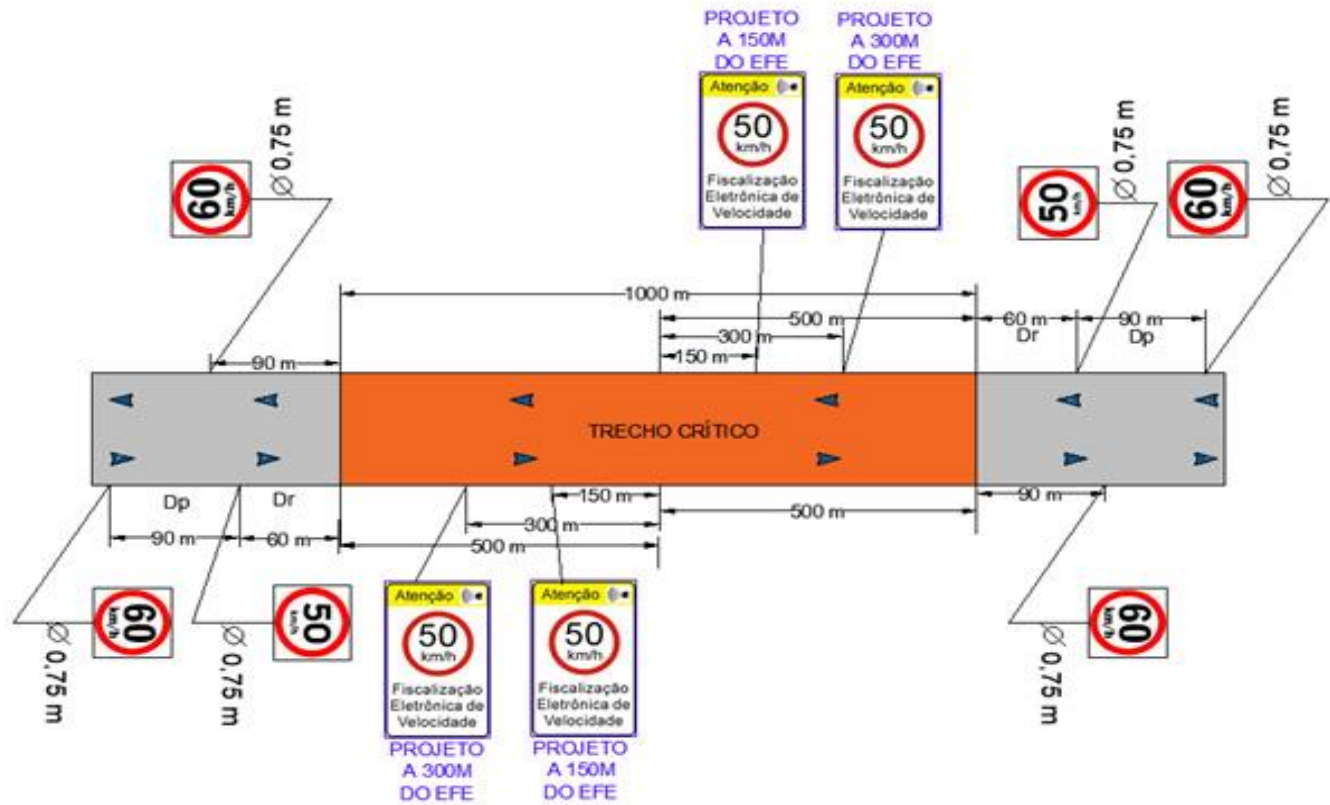 PROJETO
A 150M
DO EFE
PROJETO
A 300M
DO EFE
Atenção
50
km/h
Fiscalização
Eletrônica de
Velocidade
Atenção
50
km/h
Fiscalização
Eletrônica de
Velocidade
60
km/h
Ø 0,75 m
50
km/h
Ø 0,75 m
60
km/h
Ø 0,75 m
1000 m
500 m
60 m
90 m
300 m
Dr
Dp
150 m
90 m
TRECHO CRÍTICO
Dp
Dr
150 m
90 m
300 m
500 m
90 m
60 m
500 m
60
km/h
Ø 0,75 m
50
km/h
Ø 0,75 m
Atenção
50
km/h
Fiscalização
Eletrônica de
Velocidade
PROJETO
A 300M
DO EFE
Atenção
50
km/h
Fiscalização
Eletrônica de
Velocidade
PROJETO
A 150M
DO EFE
60
km/h
Ø 0,75 m